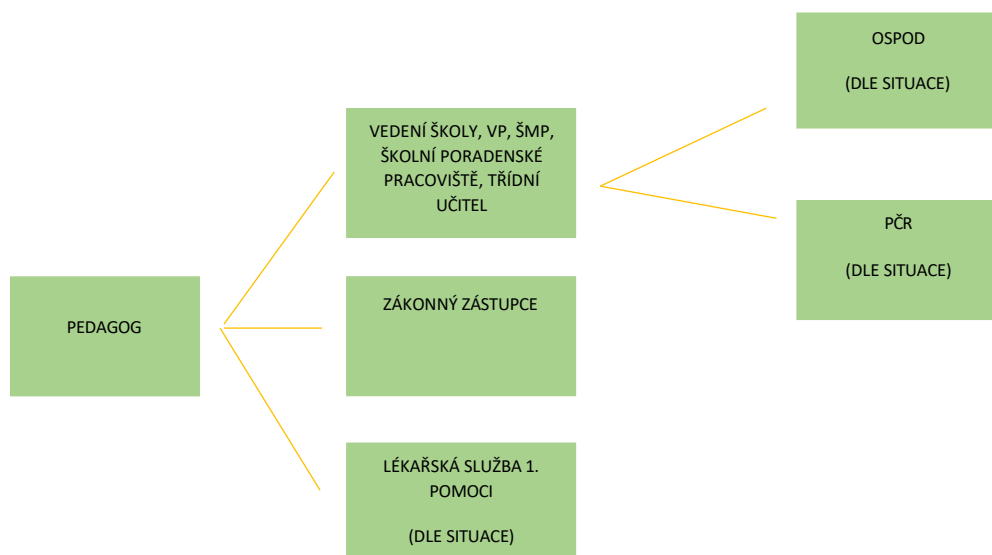 OSPOD
(DLE SITUACE)
VEDENÍ ŠKOLY, VP, ŠMP,
ŠKOLNÍ PORADENSKÉ
PRACOVIŠTĚ, TŘÍDNÍ
UČITEL
PČR
(DLE SITUACE)
PEDAGOG
ZÁKONNÝ ZÁSTUPCE
LÉKAŘSKÁ SLUŽBA 1.
POMOCI
(DLE SITUACE)